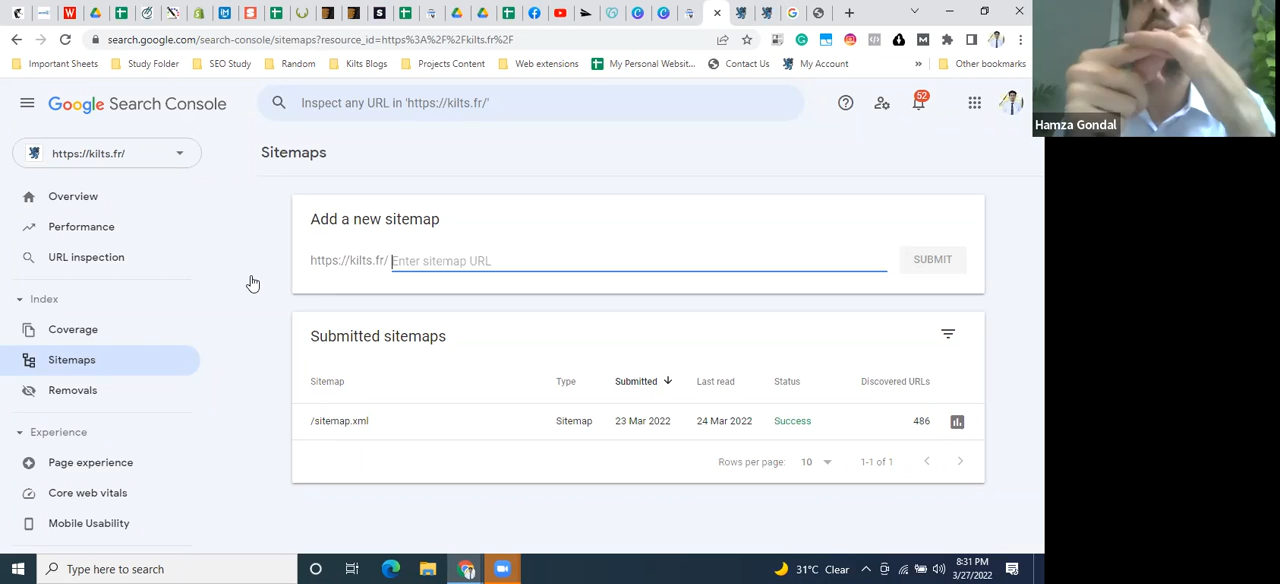 search.google.com/search-console/sitemaps?resource_id=https%3A%2F%2Fkilts.fr%2F
Important Sheets
Study Folder
SEO Study
Random
Kilts Blogs
Projects Content
Web extensions
My Personal Websit...
Contact Us
My Account
»
Other bookmarks
Google Search Console
Inspect any URL in 'https://kilts.fr/'
52
Hamza Gondal
https://kilts.fr/
Sitemaps
Overview
Performance
URL inspection
Index
Coverage
Sitemaps
Removals
Experience
Page experience
Core web vitals
Mobile Usability
Add a new sitemap
https://kilts.fr/ Enter sitemap URL
SUBMIT
Submitted sitemaps
Sitemap Type Submitted Last read Status Discovered URLs
/sitemap.xml Sitemap 23 Mar 2022 24 Mar 2022 Success 486
Rows per page: 10 1-1 of 1
Type here to search
31°C Clear
8:31 PM
3/27/2022